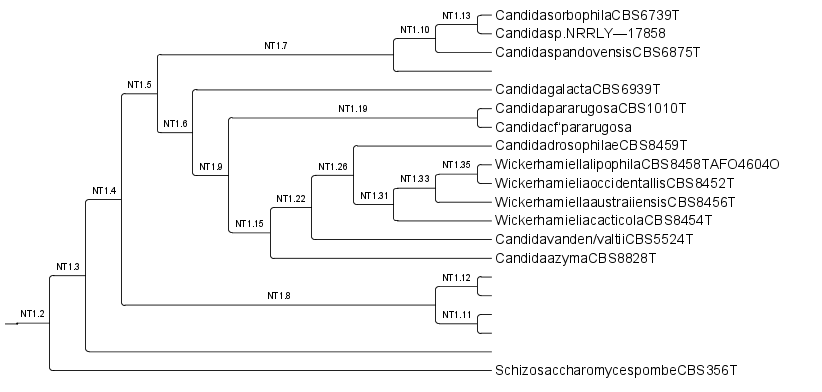 NT1.13
CandidasorbophilaCBS6739T
NT1.10
Candidasp.NRRLY—17858
NT1.7
CandidaspandovensisCBS6875T
NT1.5
CandidagalactaCBS6939T
NT1.19
CandidapararugosaCBS1010T
NT1.6
Candidacf'pararugosa
CandidadrosophilaeCBS8459T
NT1.9
NT1.26
NT1.35
WickerhamiellalipophilaCBS8458TAFO4604O
NT1.33
WickerhamieliaoccidentallisCBS8452T
NT1.4
NT1.31
WickerhamiellaaustraiiensisCBS8456T
NT1.22
WickerhamieliacacticolaCBS8454T
NT1.15
Candidavanden/valtiiCBS5524T
CandidaazymaCBS8828T
NT1.3
NT1.12
NT1.8
NT1.2
NT1.11
SchizosaccharomycespombeCBS356T